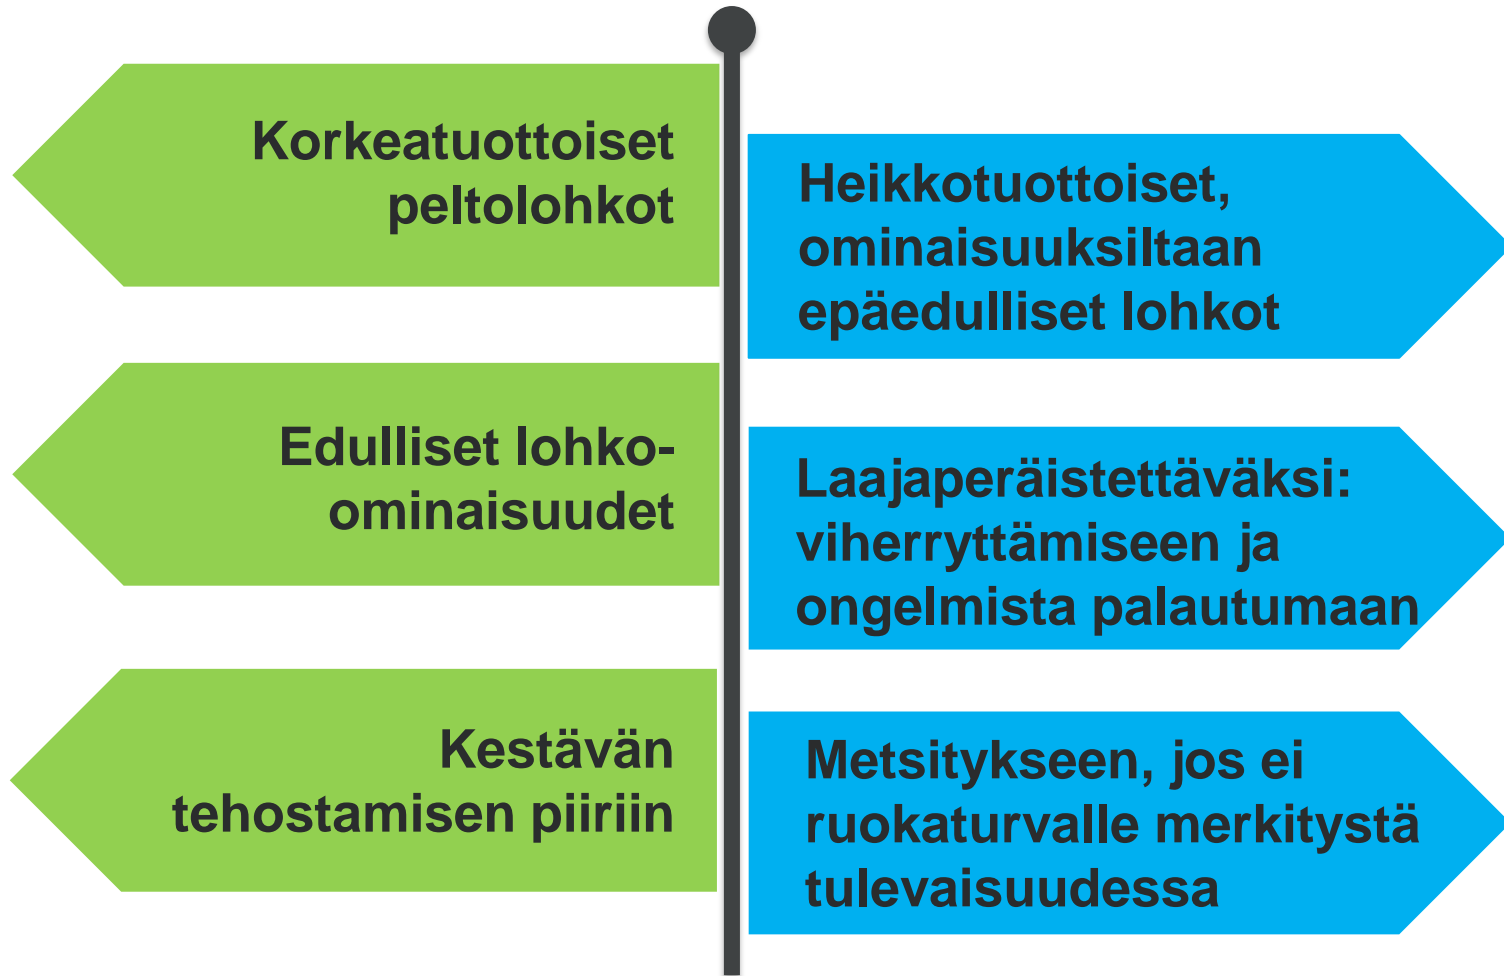 Korkeatuottoiset
peltolohkot
Heikkotuottoiset,
ominaisuuksiltaan
epäedulliset lohkot
Edulliset lohko-
ominaisuudet
Laajaperäistettäväksi:
viherryttämiseen ja
ongelmista palautumaan
Kestävän
tehostamisen piiriin
Metsitykseen, jos ei
ruokaturvalle merkitystä
tulevaisuudessa